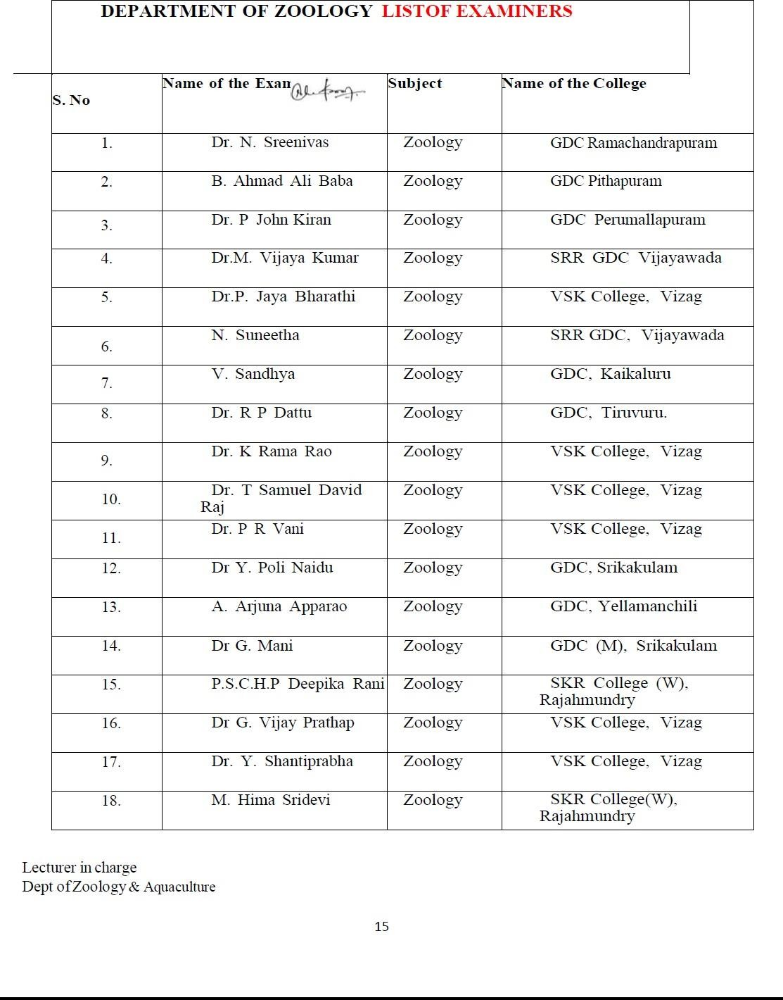 DEPARTMENT OF ZOOLOGY LISTOF EXAMINERS
S. No Name of the Exam Subject Name of the College
1. Dr. N. Sreenivas Zoology GDC Ramachandrapuram
2. B. Ahmad Ali Baba Zoology GDC Pithapuram
3. Dr. P John Kiran Zoology GDC Perumallapuram
4. Dr.M. Vijaya Kumar Zoology SRR GDC Vijayawada
5. Dr.P. Jaya Bharathi Zoology VSK College, Vizag
6. N. Suneetha Zoology SRR GDC, Vijayawada
7. V. Sandhya Zoology GDC, Kaikaluru
8. Dr. R P Dattu Zoology GDC, Tiruvuru.
9. Dr. K Rama Rao Zoology VSK College, Vizag
10. Dr. T Samuel David Zoology VSK College, Vizag
Raj
11. Dr. P R Vani Zoology VSK College, Vizag
12. Dr Y. Poli Naidu Zoology GDC, Srikakulam
13. A. Arjuna Apparao Zoology GDC, Yellamanchili
14. Dr G. Mani Zoology GDC (M), Srikakulam
15. P.S.C.H.P Deepika Rani Zoology SKR College (W),
Rajahmundry
16. Dr G. Vijay Prathap Zoology VSK College, Vizag
17. Dr. Y. Shantiprabha Zoology VSK College, Vizag
18. M. Hima Sridevi Zoology SKR College(W),
Rajahmundry
Lecturer in charge
Dept of Zoology & Aquaculture
15